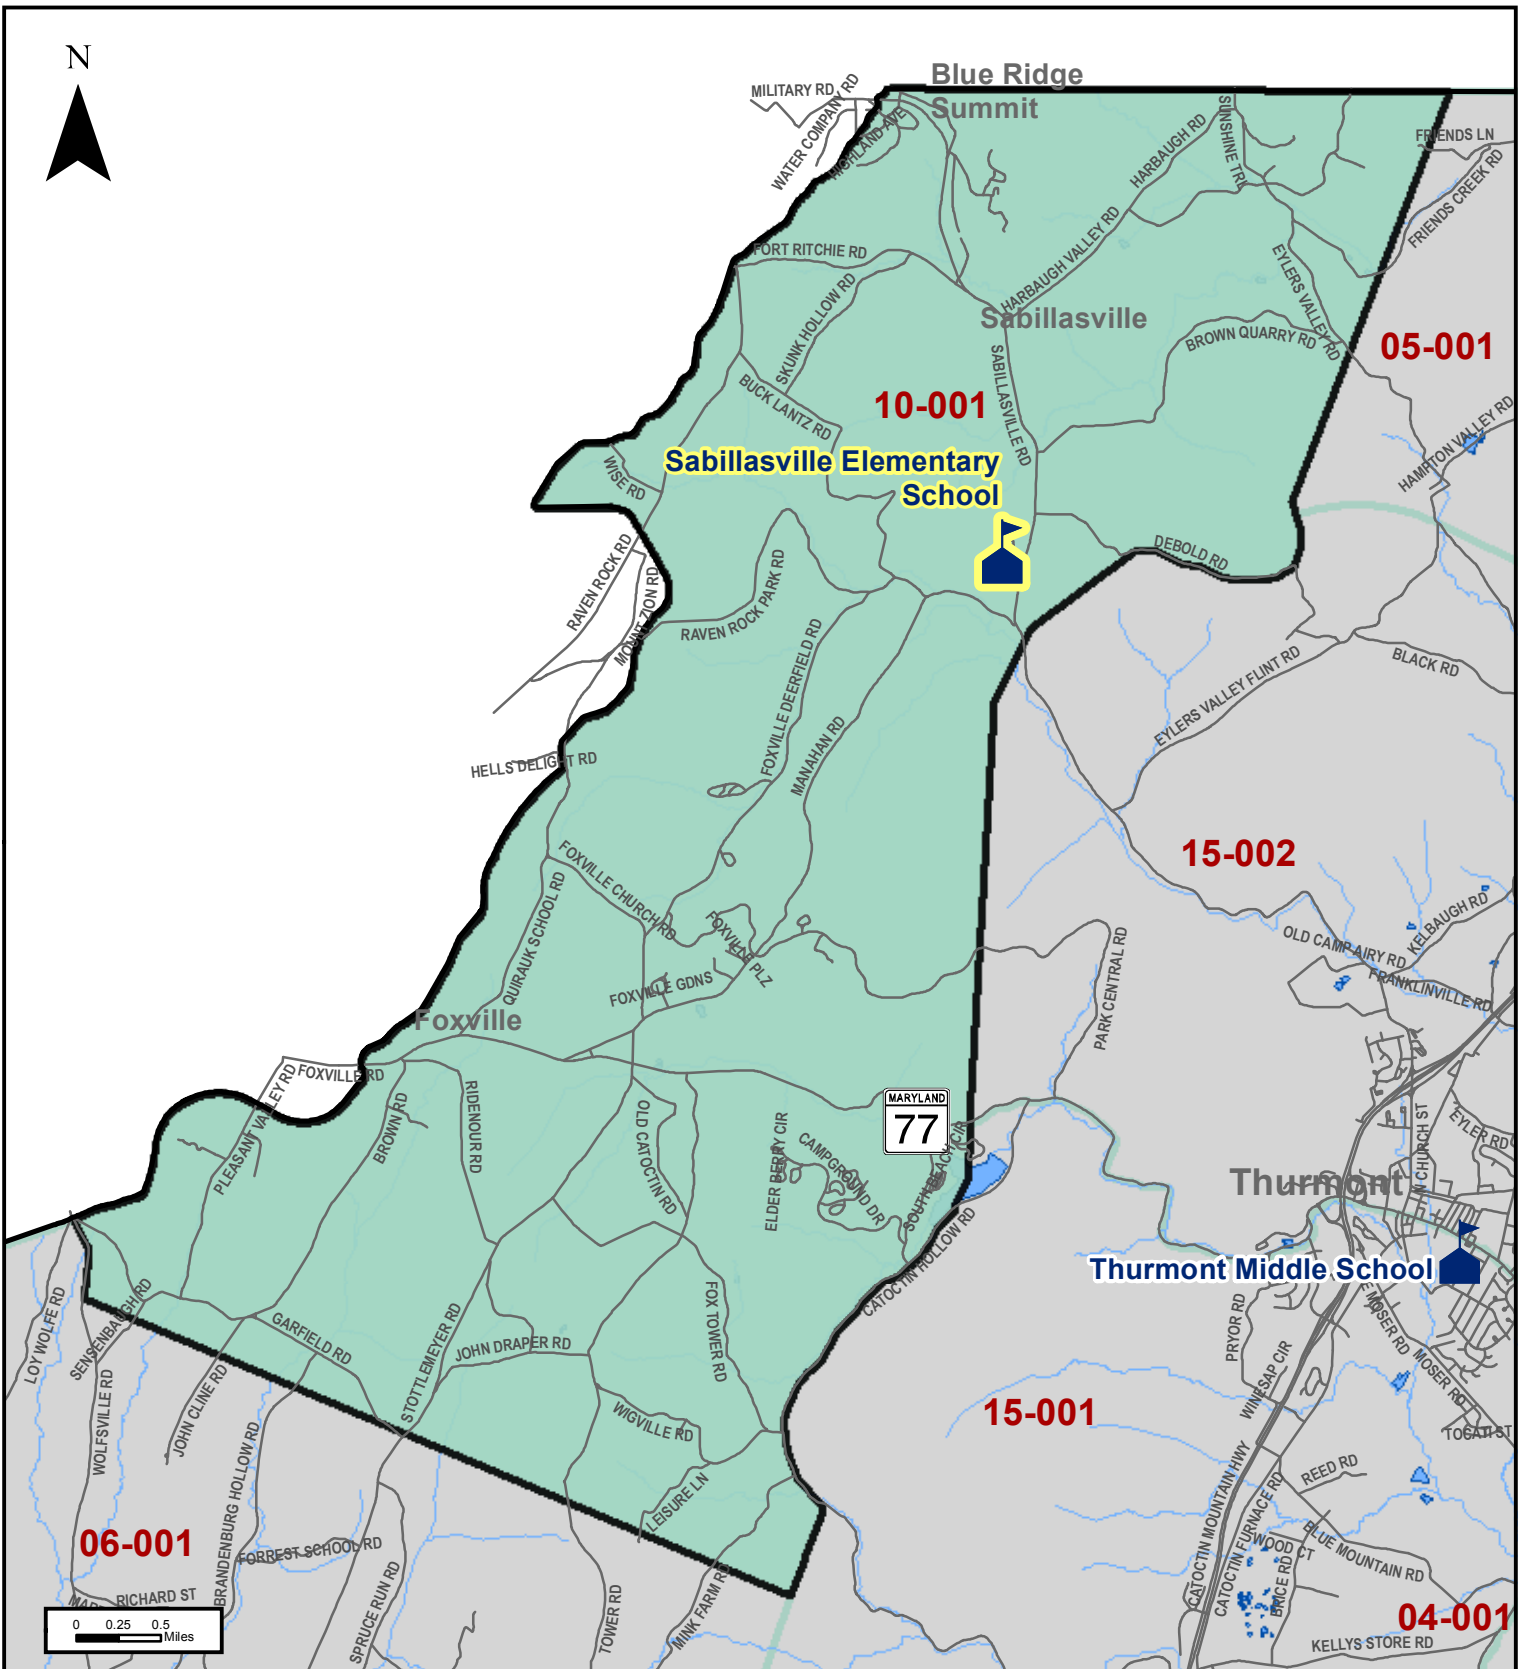 N
Blue Ridge
Summit
MILITARY RD
WATER COMPANY RD
HIGHLAND AVE
SUNSHINE TRL
HARBAUGH RD
FRIENDS LN
FRIENDS CREEK RD
FORT RITCHIE RD
HARBAUGH VALLEY RD
EYLERS VALLEY RD
SKUNK HOLLOW RD
Sabillasville
BROWN QUARRY RD
05-001
SABILLASVILLE RD
BUCK LANTZ RD
10-001
HAMPTON VALLEY RD
Sabillasville Elementary
School
WISE RD
RAVEN ROCK RD
MOUNT ZION RD
RAVEN ROCK PARK RD
DEBOLD RD
FOXVILLE DEERFIELD RD
MANAHAN RD
EYLERS VALLEY FLINT RD
BLACK RD
HELLS DELIGHT RD
15-002
FOXVILLE CHURCH RD
QUIRAUK SCHOOL RD
FOXVILLE PLZ
FOXVILLE GDNS
PARK CENTRAL RD
OLD CAMP AIRY RD
KELBAUGH RD
FRANKLINVILLE RD
Foxville
FOXVILLE RD
PLEASANT VALLEY RD
BROWN RD
RIDENOUR RD
OLD CATOCTIN RD
ELDER BERRY CIR
CAMPGROUND DR
MARYLAND
77
SOUTH BEACH CIR
CATOCTIN HOLLOW RD
N CHURCH ST
EYLER RD
Thurmont
Thurmont Middle School
LOY WOLFE RD
SENSENBAUGH RD
GARFIELD RD
STOTTLEMEYER RD
JOHN DRAPER RD
FOX TOWER RD
PRYOR RD
E MOSER RD
MOSER RD
WINESAP CIR
WOLFSVILLE RD
JOHN CLINE RD
WIGVILLE RD
15-001
TOCATI ST
BRANDENBURG HOLLOW RD
LEISURE LN
CATOCTIN MOUNTAIN HWY
CATOCTIN FURNACE RD
REED RD
06-001
FORREST SCHOOL RD
WOOD CT
BLUE MOUNTAIN RD
RICHARD ST
SPRUCE RUN RD
TOWER RD
MINK FARM RD
BRICE RD
04-001
KELLYS STORE RD
0 0.25 0.5
Miles